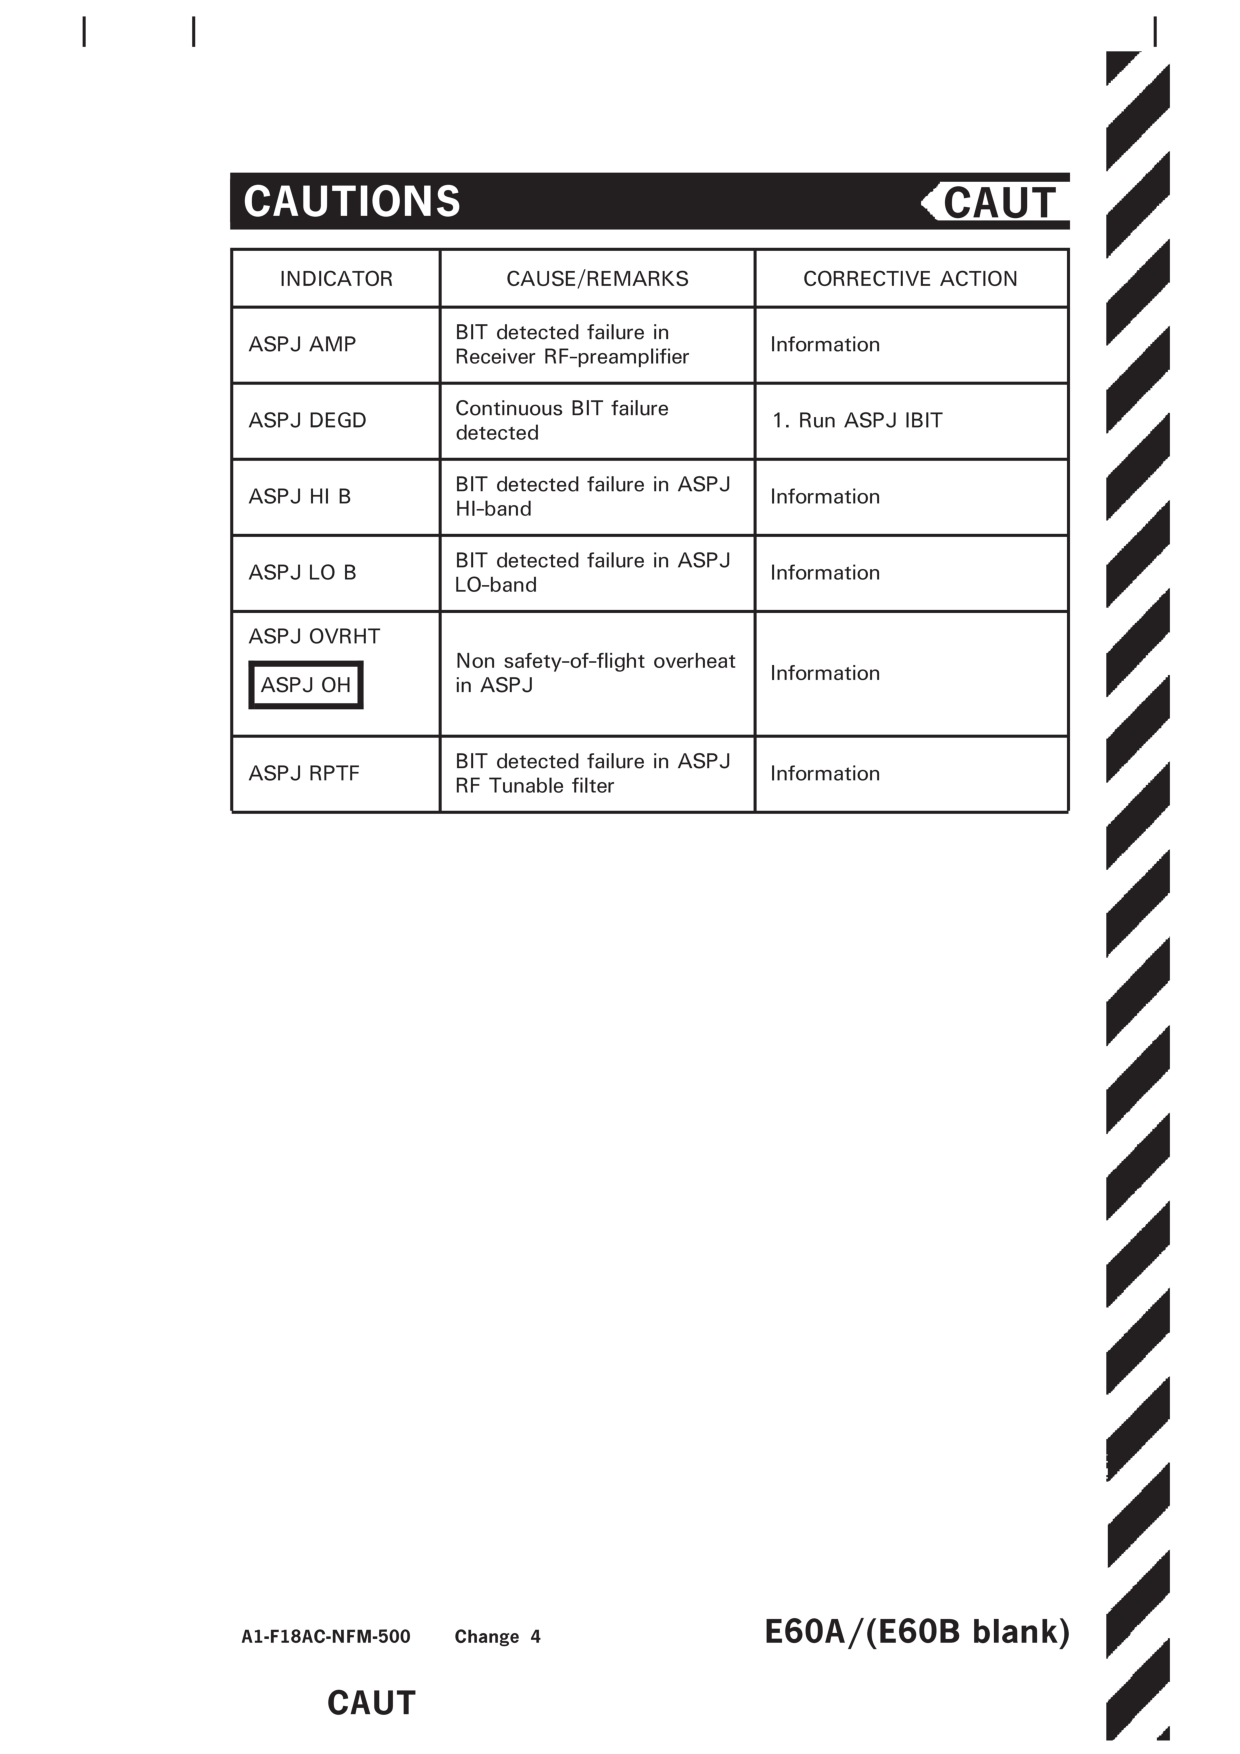 CAUTIONS CAUT
INDICATOR CAUSE/REMARKS CORRECTIVE ACTION
ASPJ AMP
BIT detected failure in
Receiver RF-preamplifier
Information
ASPJ DEGD
Continuous BIT failure
detected
1. Run ASPJ IBIT
ASPJ HI B
BIT detected failure in ASPJ
HI-band
Information
ASPJ LO B
BIT detected failure in ASPJ
LO-band
Information
ASPJ OVRHT
ASPJ OH
Non safety-of-flight overheat
in ASPJ
Information
ASPJ RPTF
BIT detected failure in ASPJ
RF Tunable filter
Information
A1-F18AC-NFM-500 Change 4 E60A/(E60B blank)
CAUT